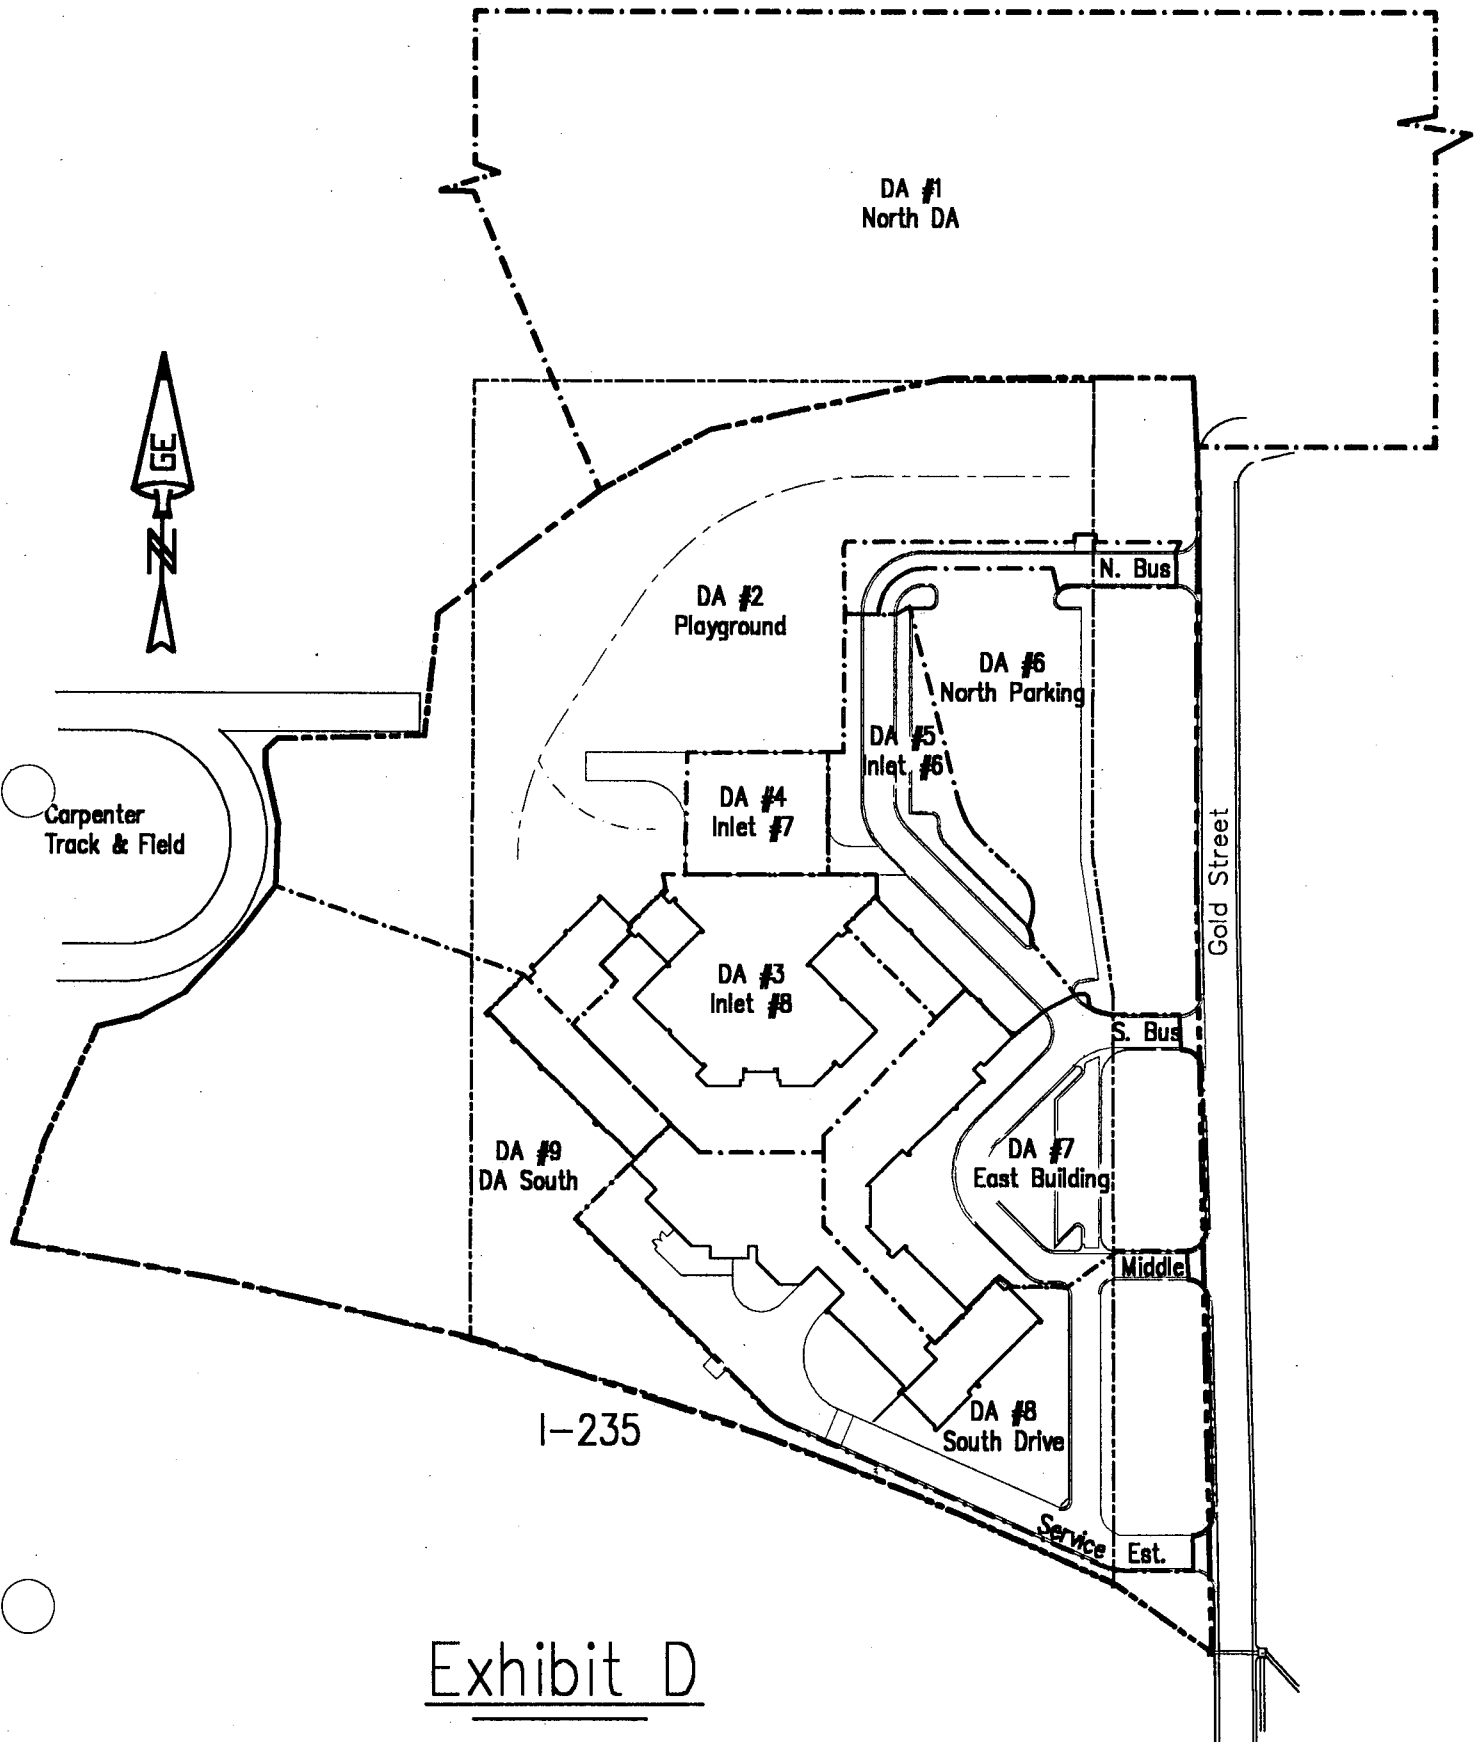 DA #1
North DA
GE
N
N. Bus
DA #2
Playground
DA #6
North Parking
DA #5
Inlet #6
DA #4
Inlet #7
Carpenter
Track & Field
Gold Street
DA #3
Inlet #8
S. Bus
DA #7
East Building
DA #9
DA South
Middle
I-235
DA #8
South Drive
Service
Est.
Exhibit D